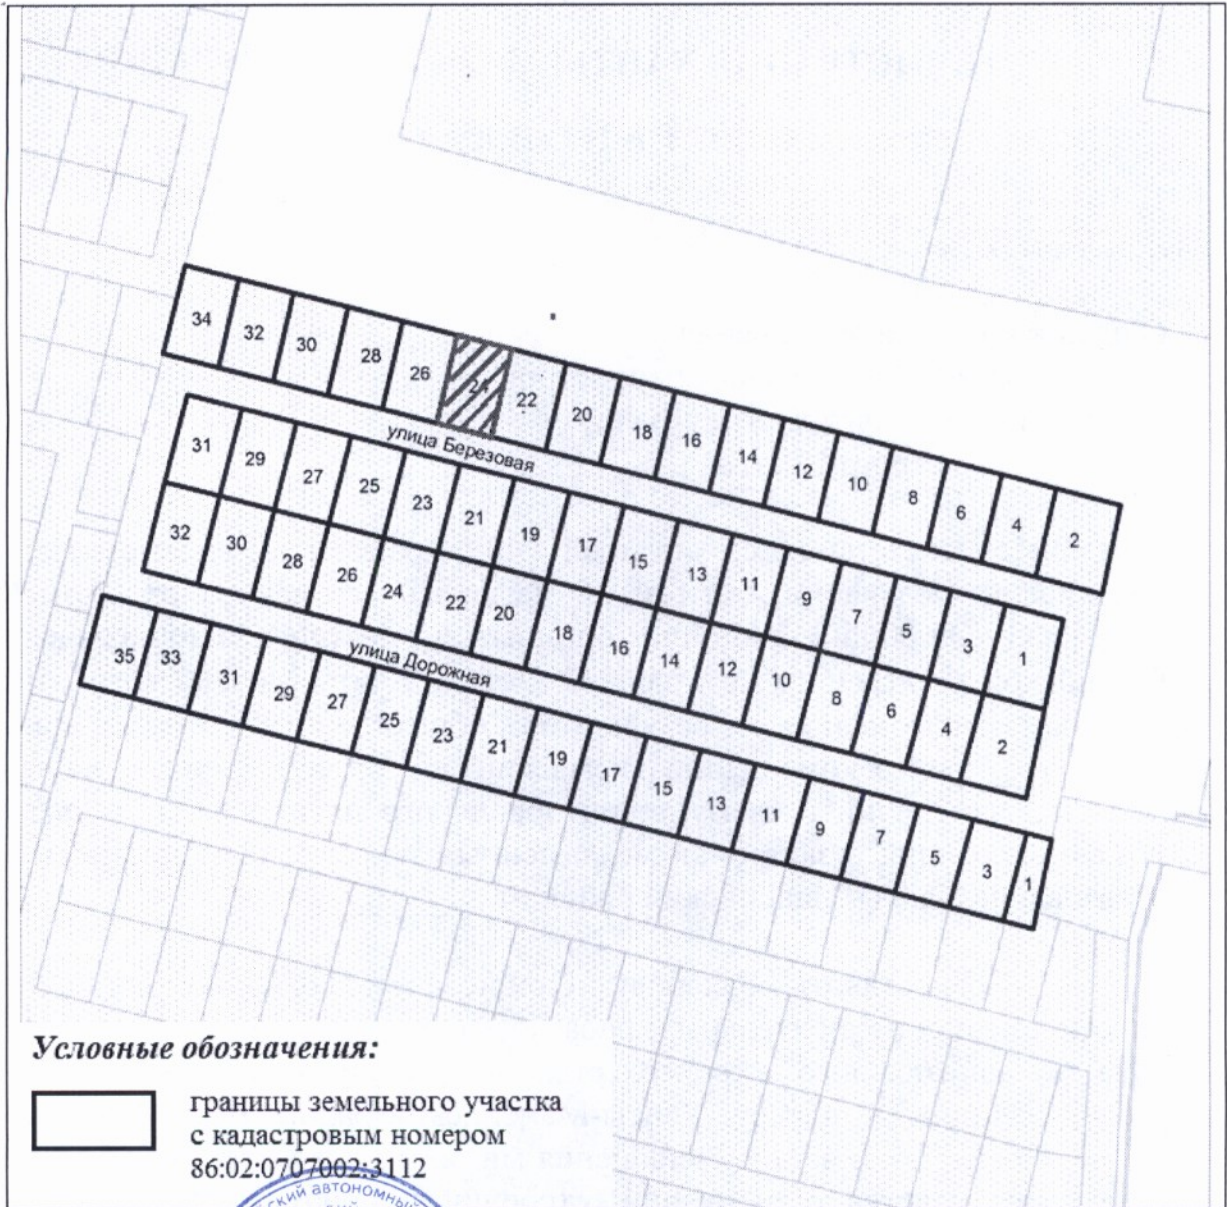 34 32 30 28 26 24 22 20 18 16 14 12 10 8 6 4 2
улица Березовая
31 29 27 25 23 21 19 17 15 13 11 9 7 5 3 1
32 30 28 26 24 22 20 18 16 14 12 10 8 6 4 2
улица Дорожная
35 33 31 29 27 25 23 21 19 17 15 13 11 9 7 5 3 1
Условные обозначения:
границы земельного участка
с кадастровым номером
86:02:0707002:3112
ский автономный